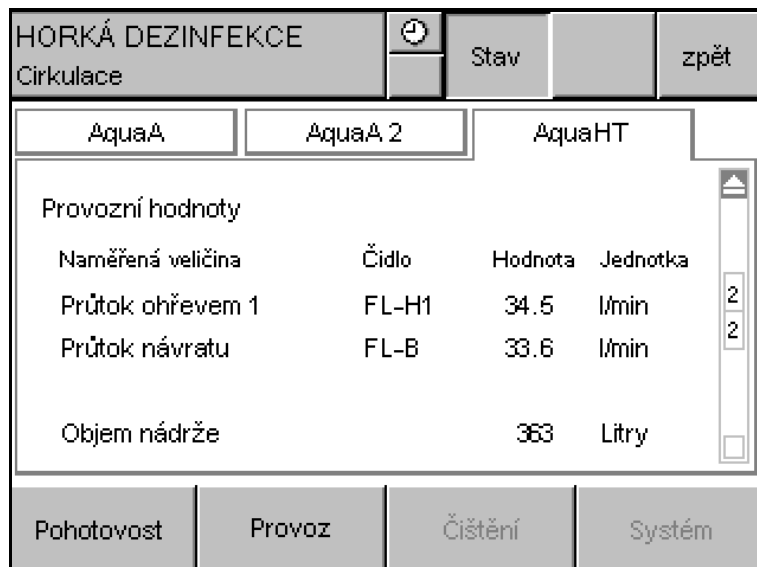 HORKÁ DEZINFEKCE
Cirkulace
Stav
zpět
AquaA
AquaA 2
AquaHT
Provozní hodnoty
Naměřená veličina Čidlo Hodnota Jednotka
Průtok ohřevem 1 FL-H1 34.5 l/min
Průtok návratu FL-B 33.6 l/min
Objem nádrže 363 Litry
2
2
Pohotovost
Provoz
Čištění
Systém